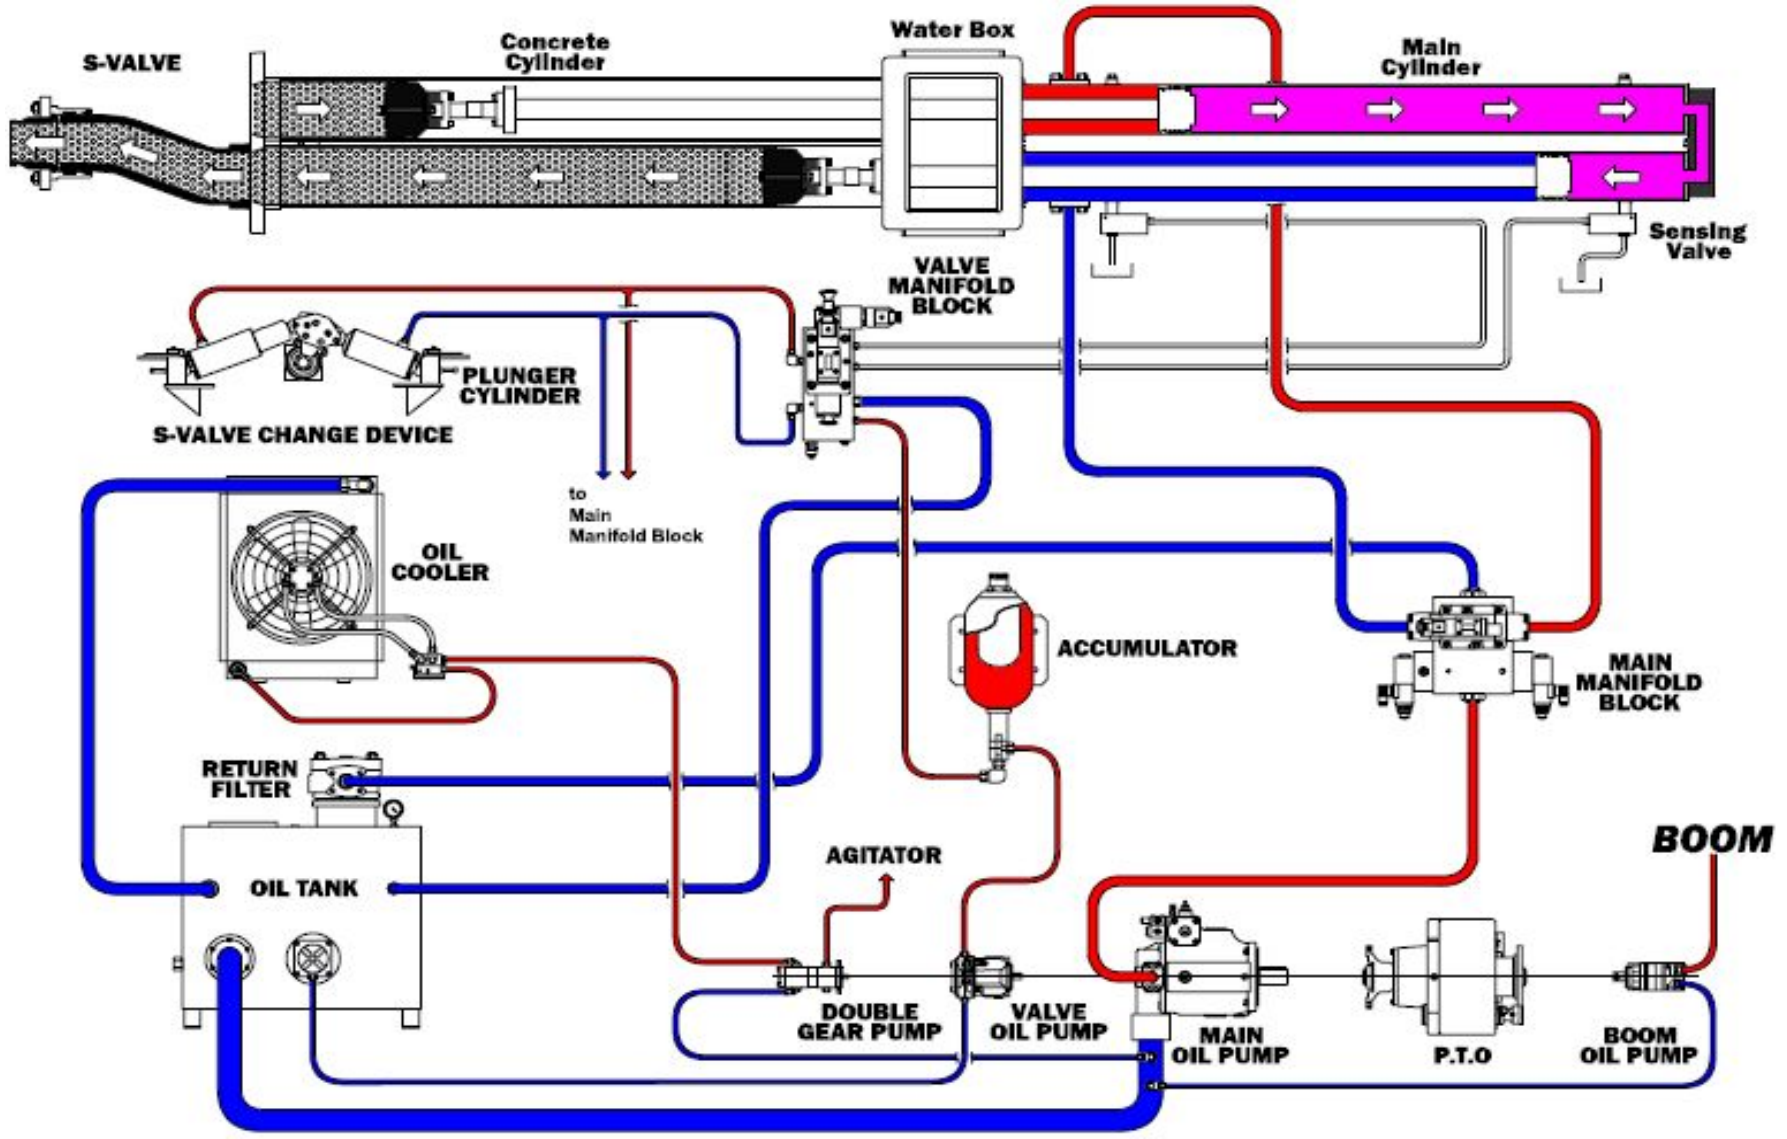 S-VALVE
Concrete
Cylinder
Water Box
Main
Cylinder
Sensing
Valve
VALVE
MANIFOLD
BLOCK
PLUNGER
CYLINDER
S-VALVE CHANGE DEVICE
to
Main
Manifold Block
OIL
COOLER
ACCUMULATOR
MAIN
MANIFOLD
BLOCK
RETURN
FILTER
OIL TANK
AGITATOR
BOOM
DOUBLE
GEAR PUMP
VALVE
OIL PUMP
MAIN
OIL PUMP
P.T.O
BOOM
OIL PUMP